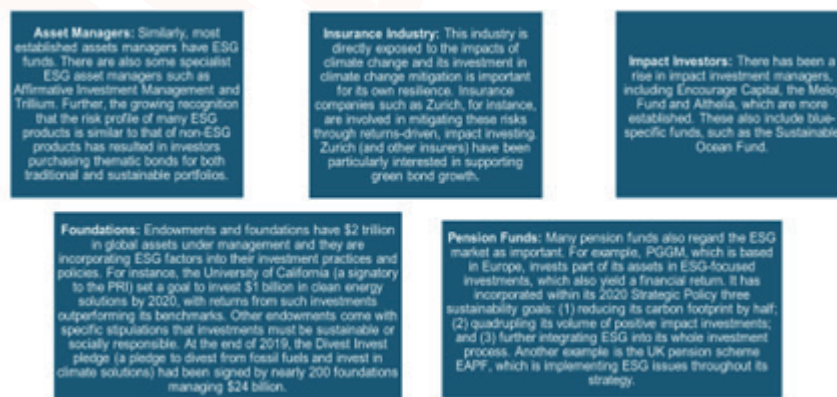 Asset Managers: Similarly, most
established assets managers have ESG
funds. There are also some specialist
ESG asset managers such as
Affirmative Investment Management and
Trillium. Further, the growing recognition
that the risk profile of many ESG
products is similar to that of non-ESG
products has resulted in investors
purchasing thematic bonds for both
traditional and sustainable portfolios.
Insurance Industry: This industry is
directly exposed to the impacts of
climate change and its investment in
climate change mitigation is important
for its own resilience. Insurance
companies such as Zurich, for instance,
are involved in mitigating these risks
through returns-driven, impact investing.
Zurich (and other insurers) have been
particularly interested in supporting
green bond growth.
Impact Investors: There has been a
rise in impact investment managers,
including Encourage Capital, the Meloy
Fund and Althelia, which are more
established. These also include blue-
specific funds, such as the Sustainable
Ocean Fund.
Foundations: Endowments and foundations have $2 trillion
in global assets under management and they are
incorporating ESG factors into their investment practices and
policies. For instance, the University of California (a signatory
to the PRI) set a goal to invest $1 billion in clean energy
solutions by 2020, with returns from such investments
outperforming its benchmarks. Other endowments come with
specific stipulations that investments must be sustainable or
socially responsible. At the end of 2019, the Divest Invest
pledge (a pledge to divest from fossil fuels and invest in
climate solutions) had been signed by nearly 200 foundations
managing $24 billion.
Pension Funds: Many pension funds also regard the ESG
market as important. For example, PGGM, which is based
in Europe, invests part of its assets in ESG-focused
investments, which also yield a financial return. It has
incorporated within its 2020 Strategic Policy three
sustainability goals: (1) reducing its carbon footprint by half;
(2) quadrupling its volume of positive impact investments;
and (3) further integrating ESG into its whole investment
process. Another example is the UK pension scheme
EAPF, which is implementing ESG issues throughout its
strategy.